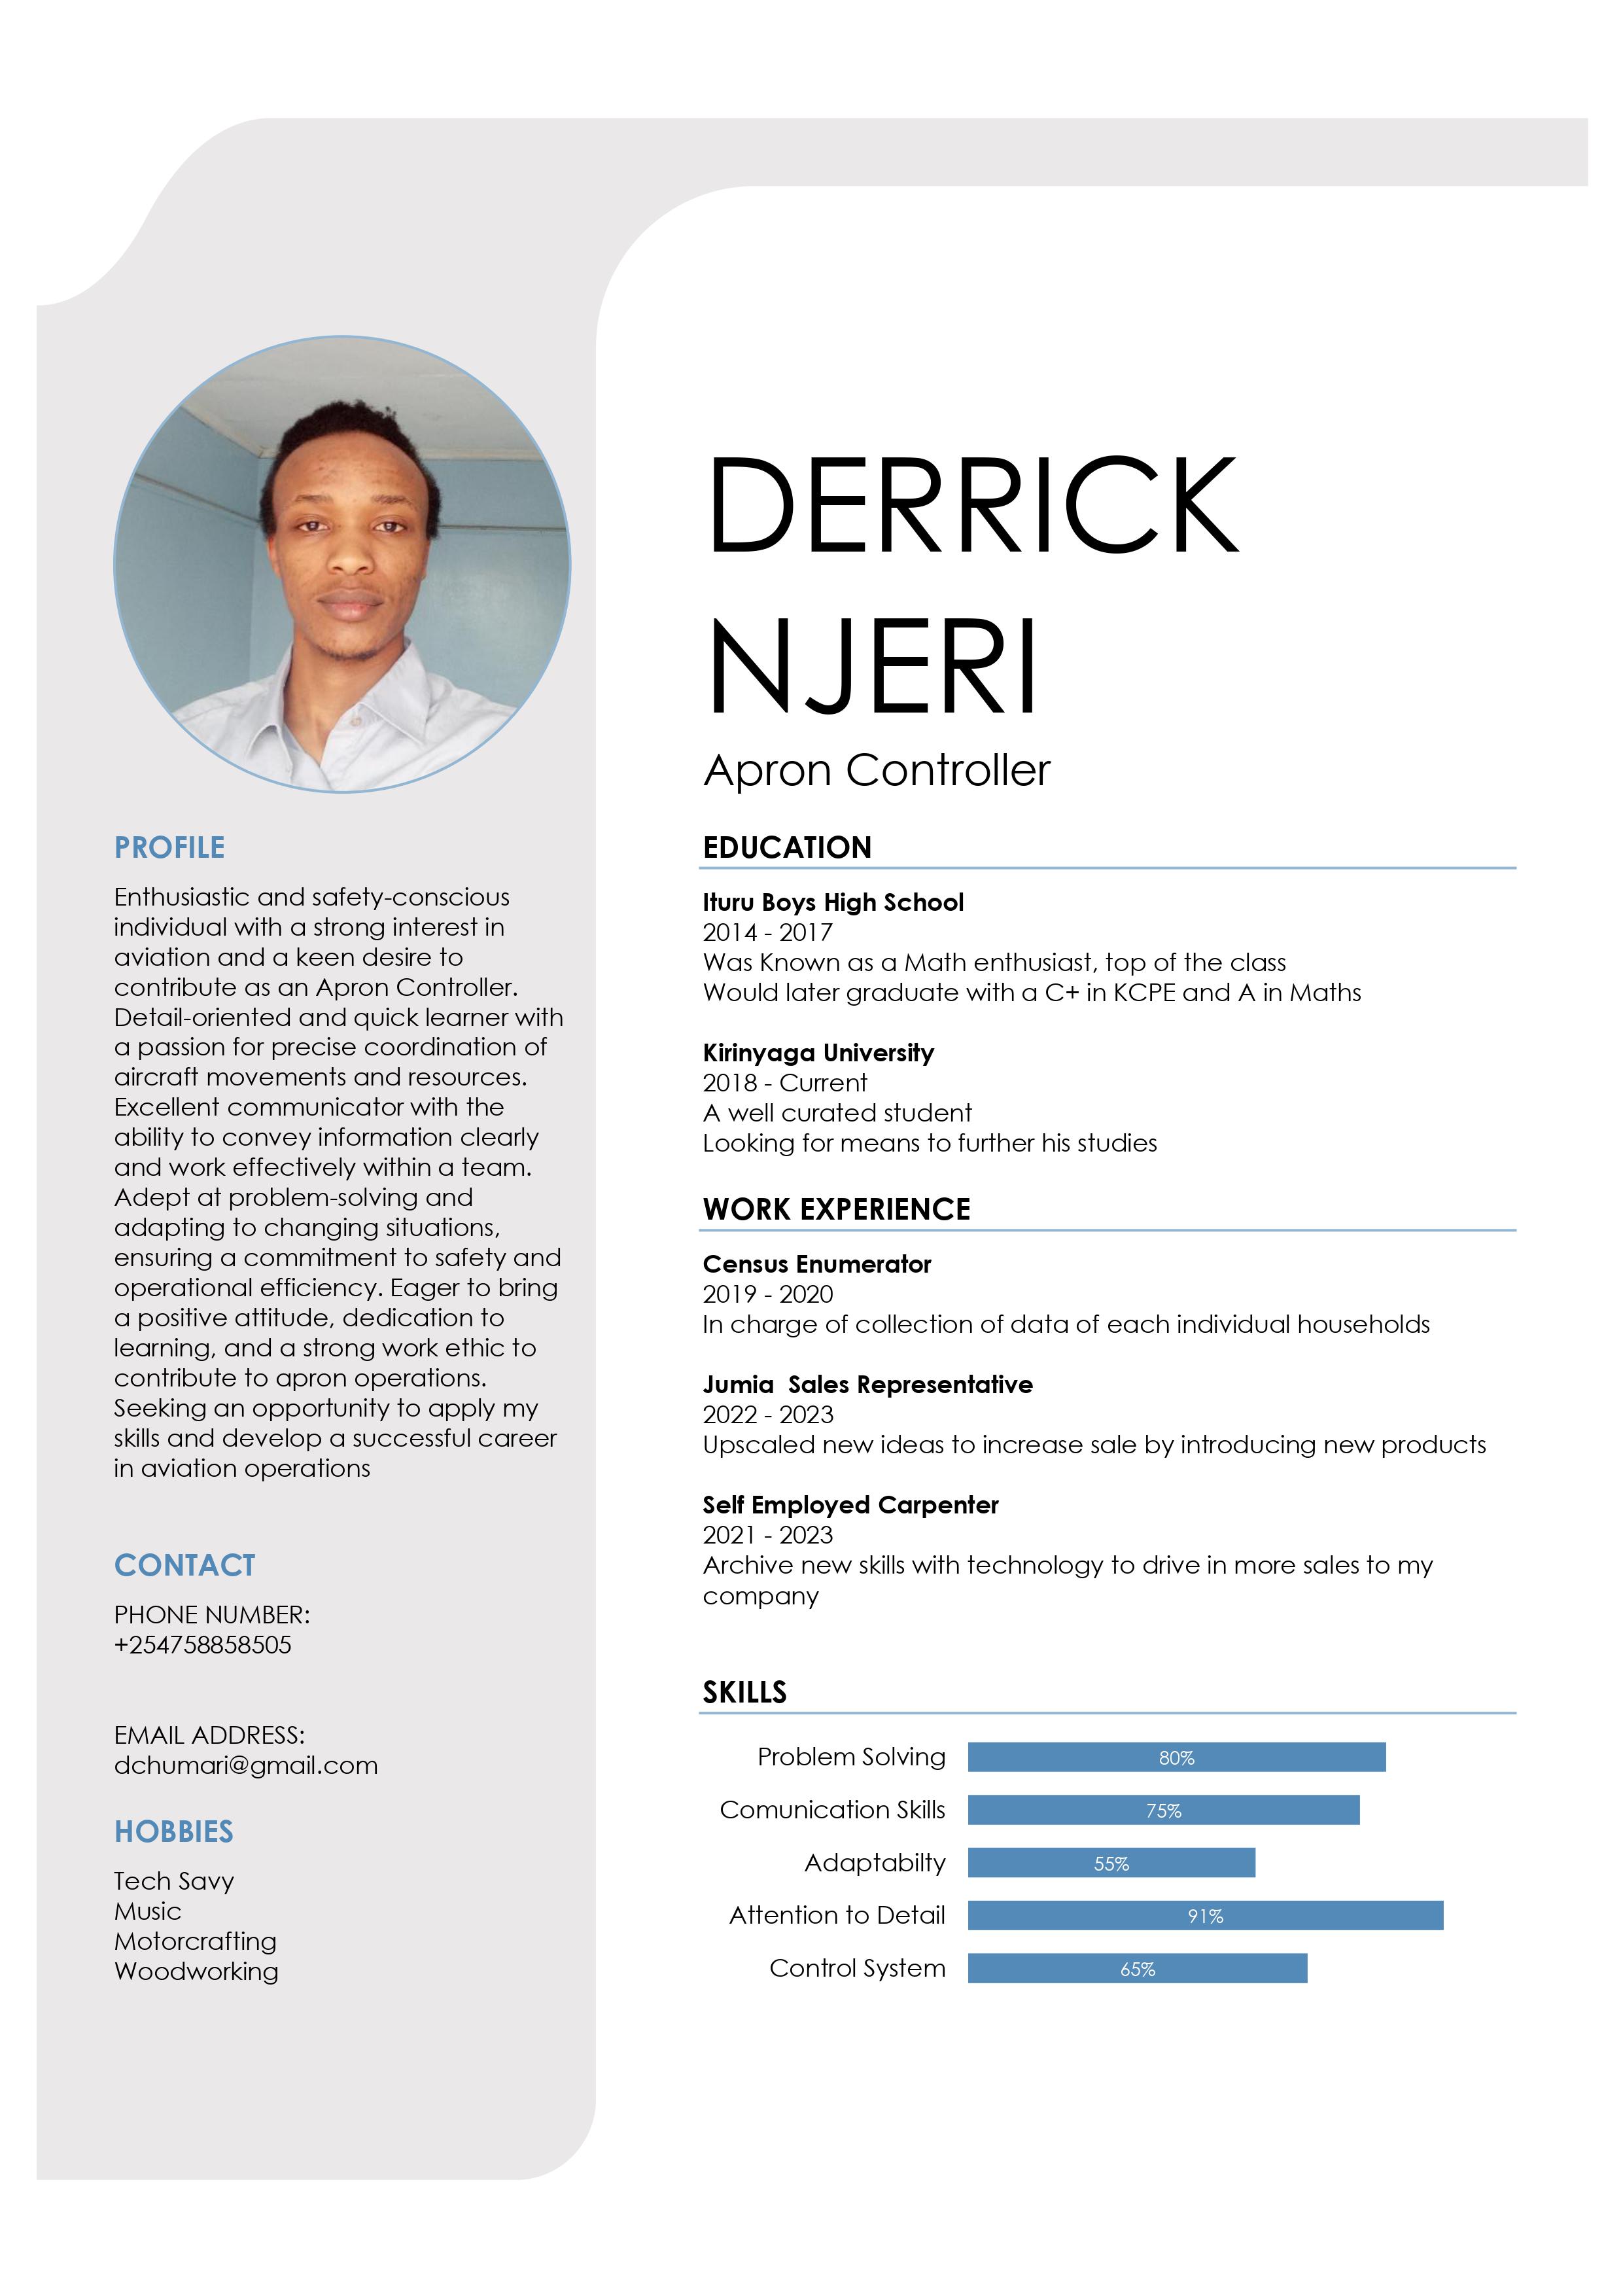 DERRICK
NJERI
Apron Controller
PROFILE
Enthusiastic and safety-conscious
individual with a strong interest in
aviation and a keen desire to
contribute as an Apron Controller.
Detail-oriented and quick learner with
a passion for precise coordination of
aircraft movements and resources.
Excellent communicator with the
ability to convey information clearly
and work effectively within a team.
Adept at problem-solving and
adapting to changing situations,
ensuring a commitment to safety and
operational efficiency. Eager to bring
a positive attitude, dedication to
learning, and a strong work ethic to
contribute to apron operations.
Seeking an opportunity to apply my
skills and develop a successful career
in aviation operations
CONTACT
PHONE NUMBER:
+254758858505
EMAIL ADDRESS:
dchumari@gmail.com
HOBBIES
Tech Savy
Music
Motorcrafting
Woodworking
EDUCATION
Ituru Boys High School
2014 - 2017
Was Known as a Math enthusiast, top of the class
Would later graduate with a C+ in KCPE and A in Maths
Kirinyaga University
2018 - Current
A well curated student
Looking for means to further his studies
WORK EXPERIENCE
Census Enumerator
2019 - 2020
In charge of collection of data of each individual households
Jumia  Sales Representative
2022 - 2023
Upscaled new ideas to increase sale by introducing new products
Self Employed Carpenter
2021 - 2023
Archive new skills with technology to drive in more sales to my
company
SKILLS
Problem Solving 80%
Comunication Skills 75%
Adaptabilty 55%
Attention to Detail 91%
Control System 65%